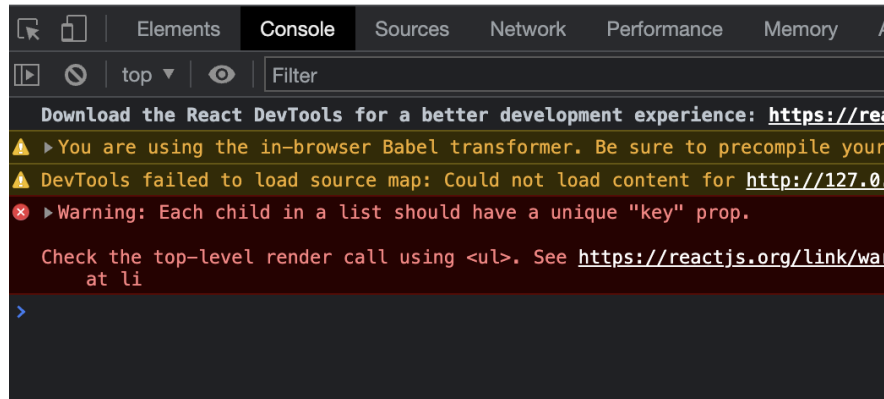 Elements Console Sources Network Performance Memory
top Filter
Download the React DevTools for a better development experience: https://rea
You are using the in-browser Babel transformer. Be sure to precompile your
DevTools failed to load source map: Could not load content for http://127.0.
Warning: Each child in a list should have a unique "key" prop.
Check the top-level render call using <ul>. See https://reactjs.org/link/wa
at li